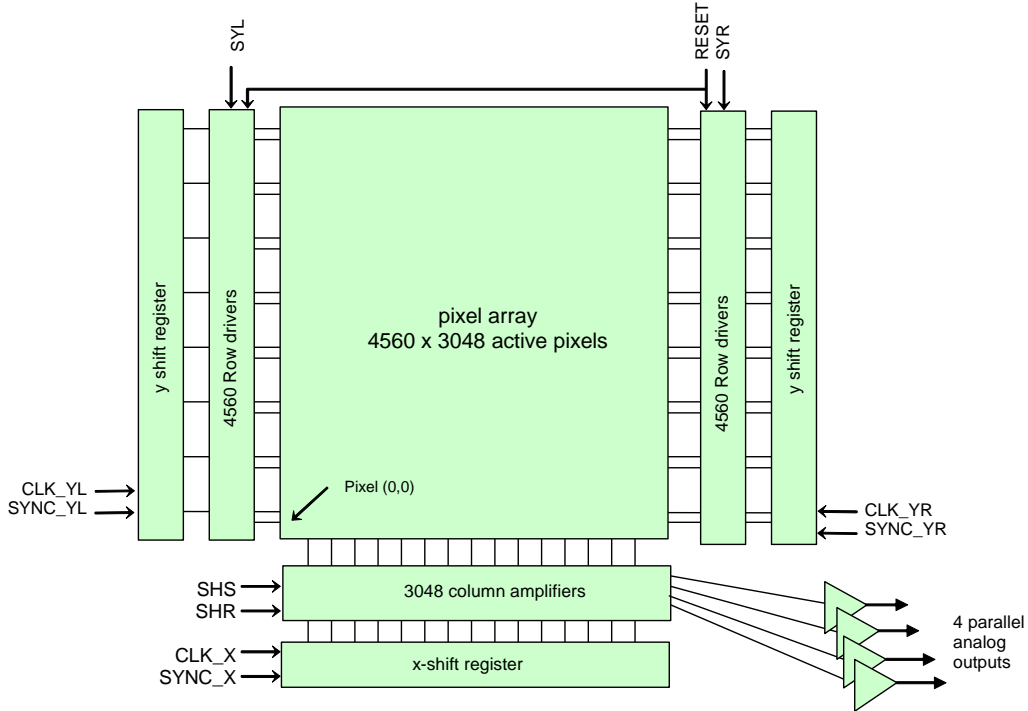 SYL
RESET
SYR
y shift register
4560 Row drivers
pixel array
4560 x 3048 active pixels
4560 Row drivers
y shift register
Pixel (0,0)
CLK_YL
SYNC_YL
CLK_YR
SYNC_YR
SHS
SHR
3048 column amplifiers
4 parallel
analog
outputs
CLK_X
SYNC_X
x-shift register